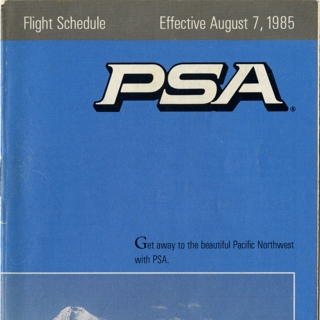 Flight Schedule Effective August 7, 1985
PSA®
Get away to the beautiful Pacific Northwest
with PSA.